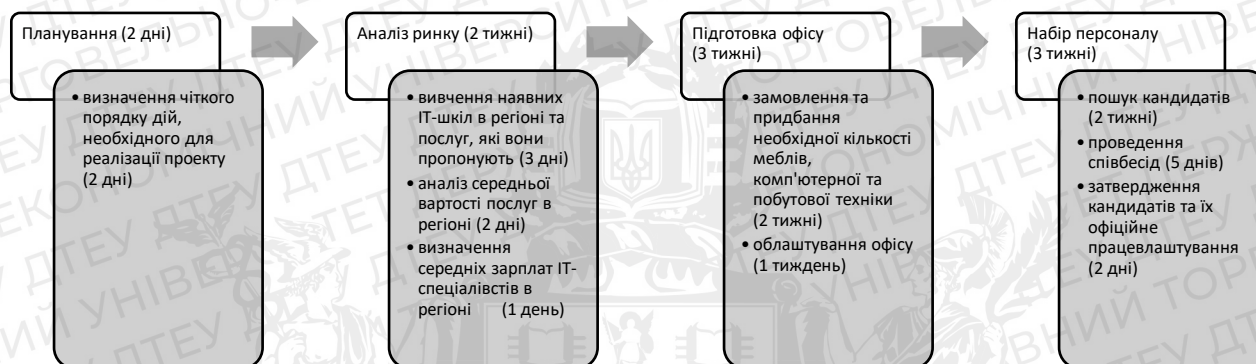 Планування (2 дні)
• визначення чіткого
порядку дій,
необхідного для
реалізації проекту
(2 дні)
Аналіз ринку (2 тижні)
• вивчення наявних
ІТ-шкіл в регіоні та
послуг, які вони
пропонують (3 дні)
• аналіз середньої
вартості послуг в
регіоні (2 дні)
• визначення
середніх зарплат ІТ-
спеціалівстів в
регіоні (1 день)
Підготовка офісу
(3 тижні)
• замовлення та
придбання
необхідної кількості
меблів,
комп'ютерної та
побутової техніки
(2 тижні)
• облаштування офісу
(1 тиждень)
Набір персоналу
(3 тижні)
• пошук кандидатів
(2 тижні)
• проведення
співбесід (5 днів)
• затвердження
кандидатів та їх
офіційне
працевлаштування
(2 дні)